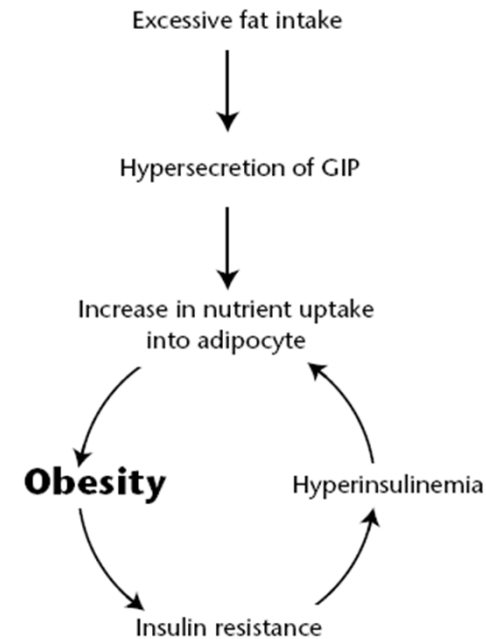 Excessive fat intake
Hypersecretion of GIP
Increase in nutrient uptake
into adipocyte
Obesity
Hyperinsulinemia
Insulin resistance